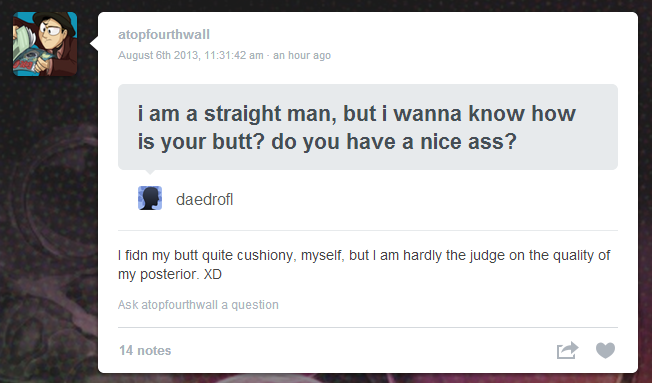 atopfourthwall
August 6th 2013, 11:31:42 am · an hour ago
i am a straight man, but i wanna know how
is your butt? do you have a nice ass?
daedrofl
I fidn my butt quite cushiony, myself, but I am hardly the judge on the quality of
my posterior. XD
Ask atopfourthwall a question
14 notes